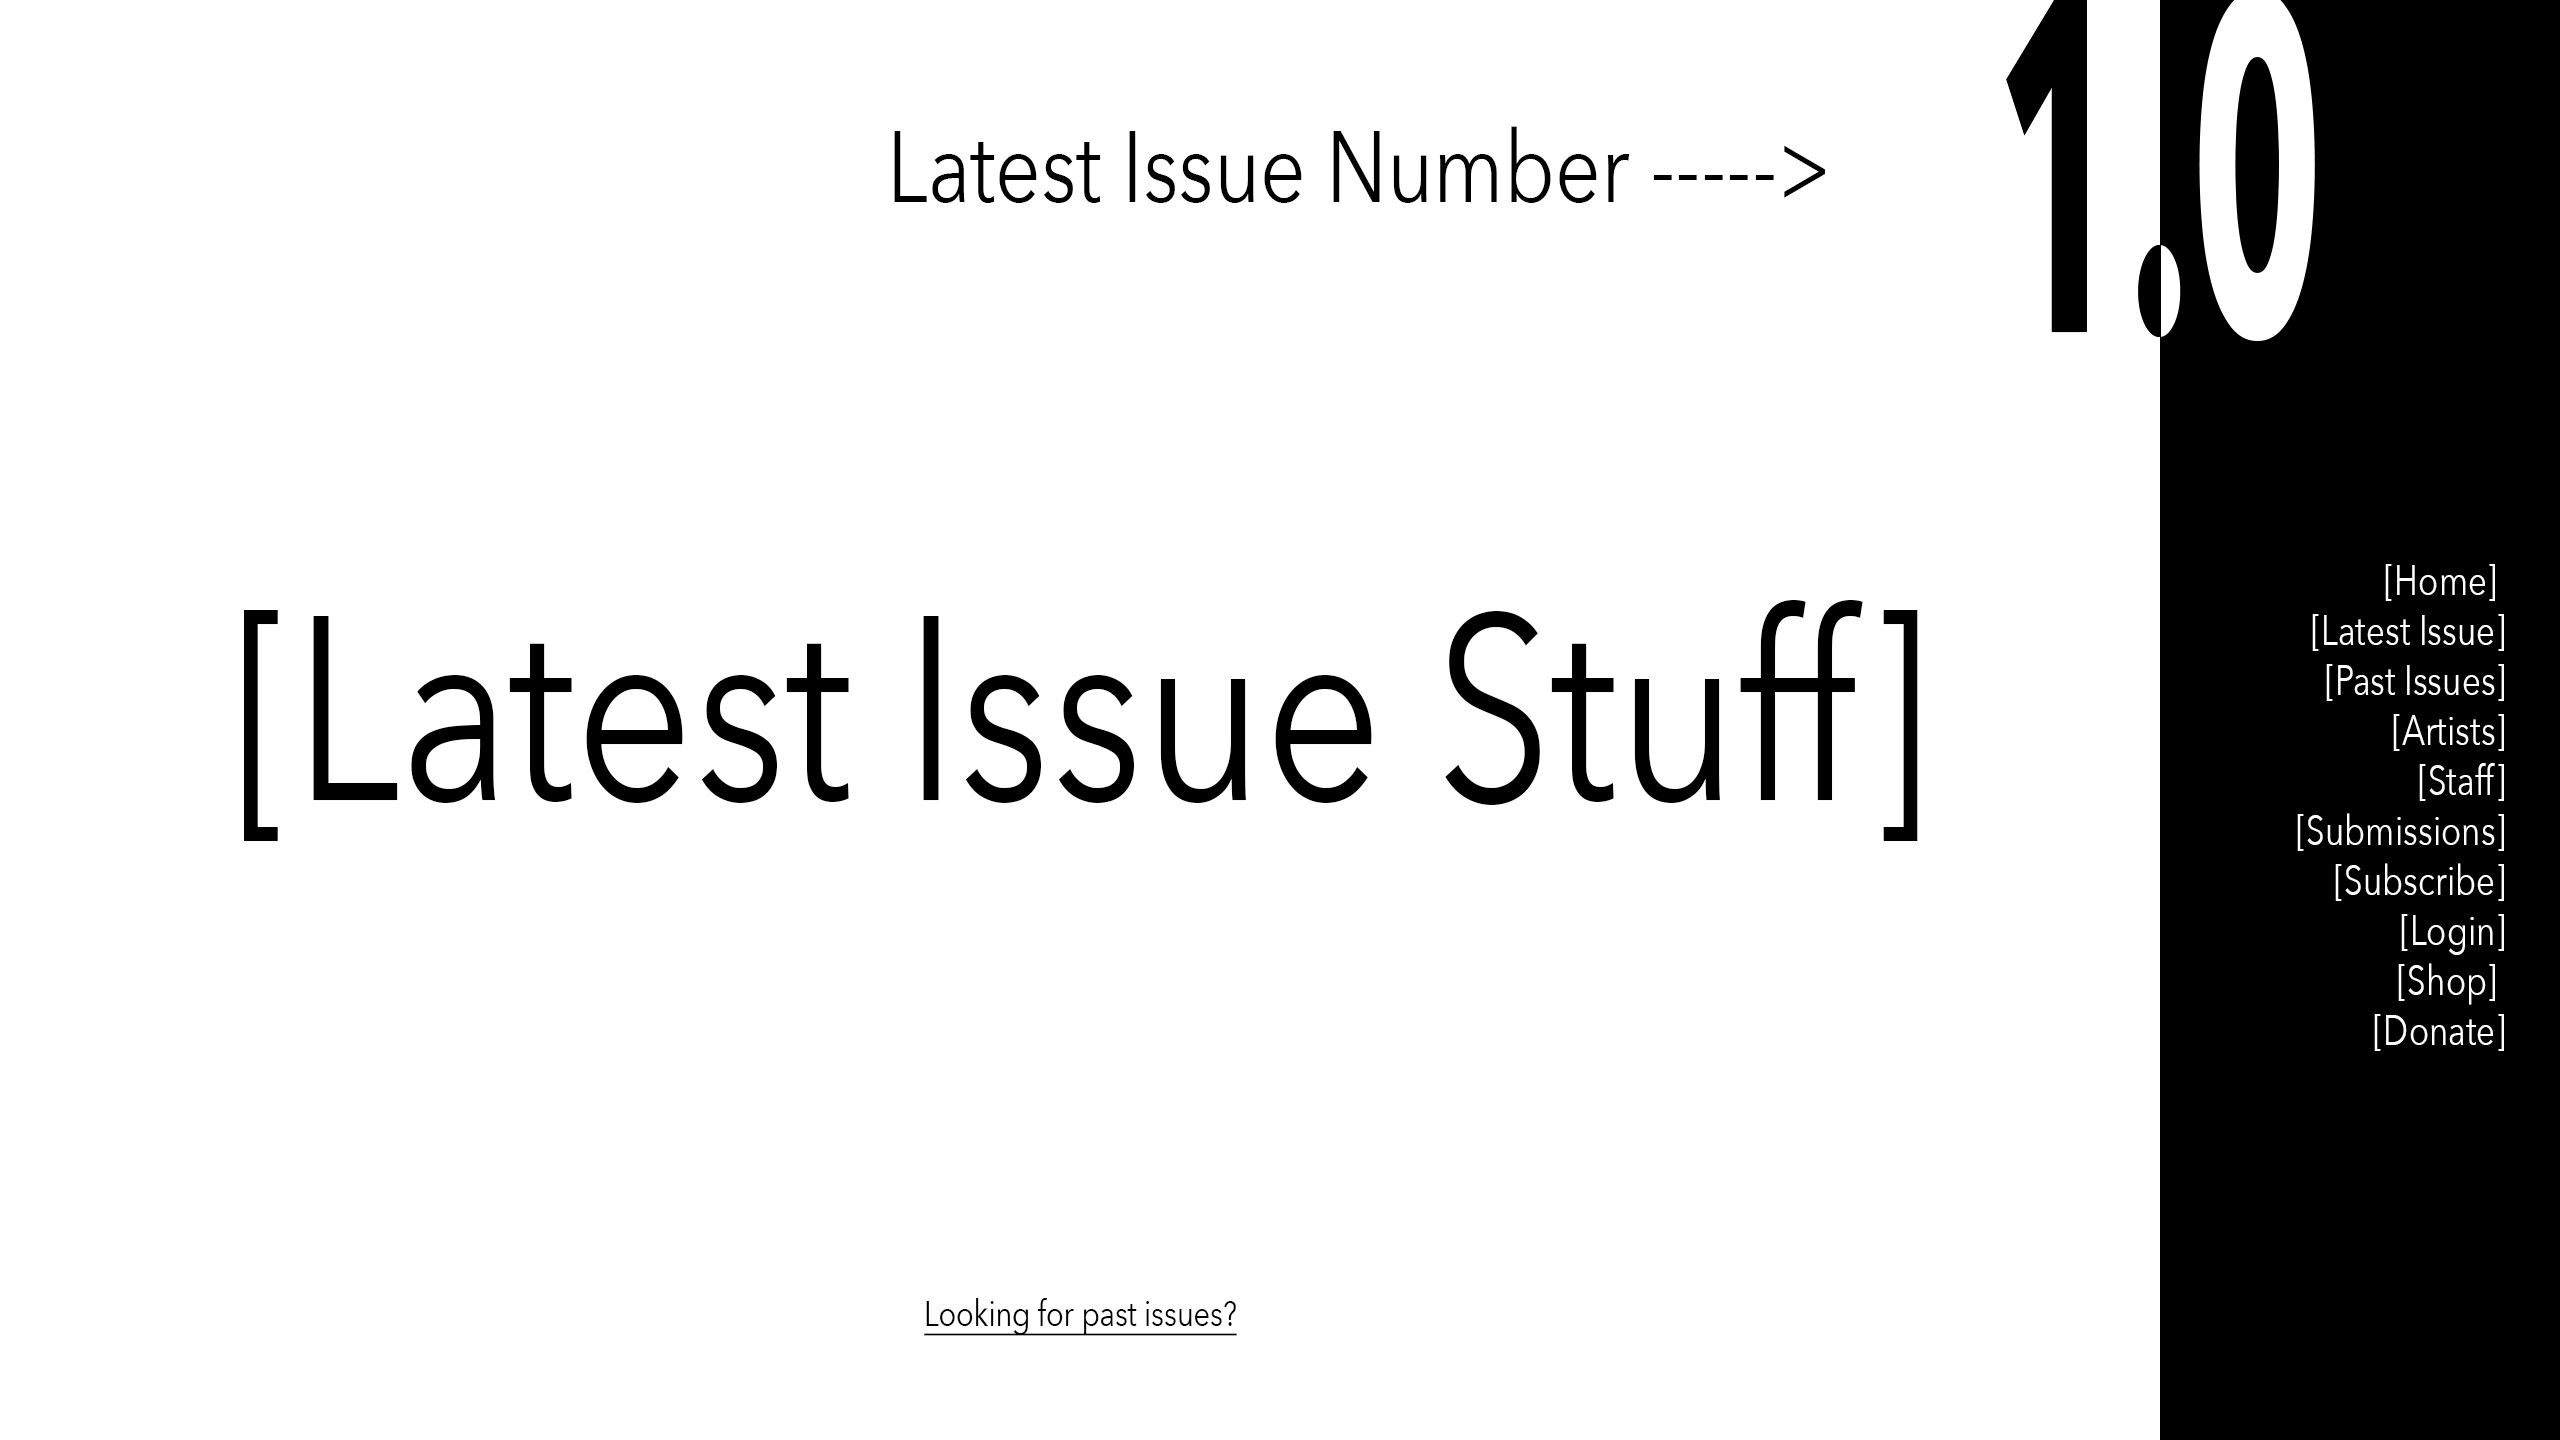 Latest Issue Number ----->
1.0
[Latest Issue Stuff]
[Home]
[Latest Issue]
[Past Issues]
[Artists]
[Staff]
[Submissions]
[Subscribe]
[Login]
[Shop]
[Donate]
Looking for past issues?